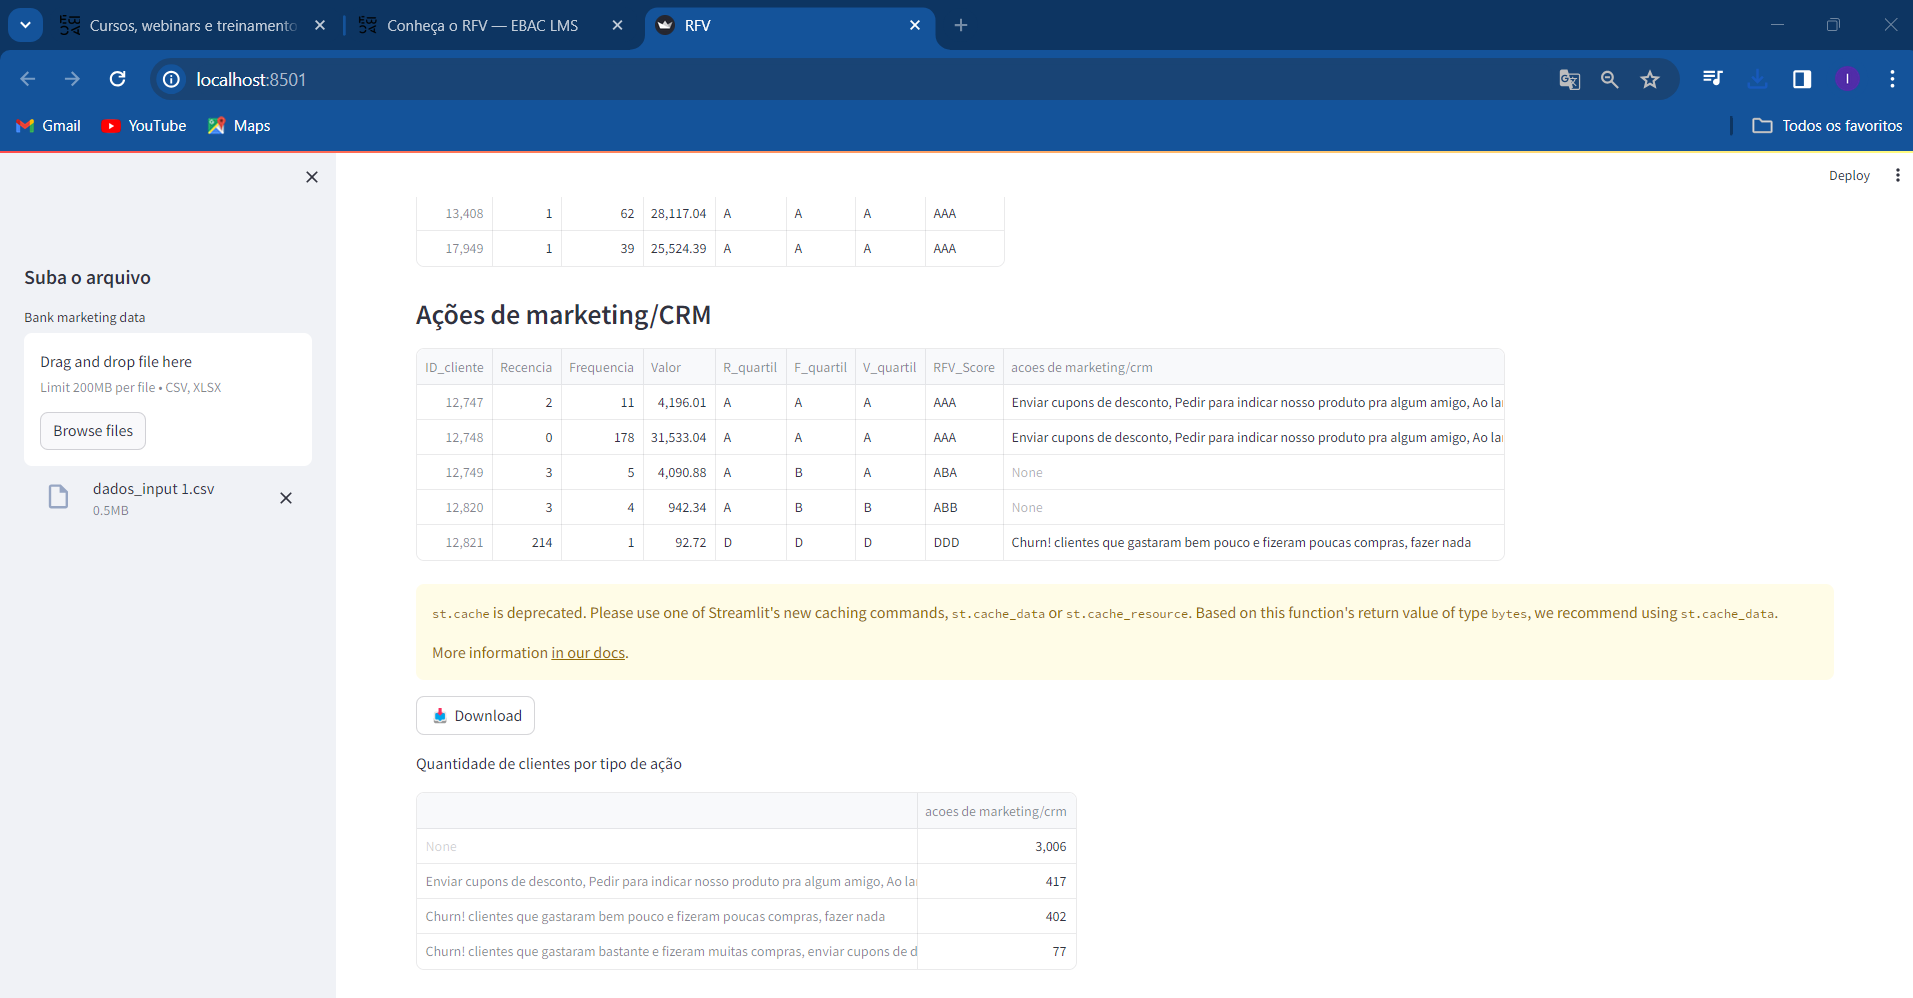 Cursos, webinars e treinamento
Conheça o RFV — EBAC LMS
RFV
localhost:8501
Gmail
YouTube
Maps
Todos os favoritos
Deploy
Suba o arquivo
Bank marketing data
Drag and drop file here
Limit 200MB per file • CSV, XLSX
Browse files
dados_input 1.csv
0.5MB
13,408 1 62 28,117.04 A A A AAA
17,949 1 39 25,524.39 A A A AAA
Ações de marketing/CRM
ID_cliente Recencia Frequencia Valor R_quartil F_quartil V_quartil RFV_Score acoes de marketing/crm
12,747 2 11 4,196.01 A A A AAA Enviar cupons de desconto, Pedir para indicar nosso produto pra algum amigo, Ao la
12,748 0 178 31,533.04 A A A AAA Enviar cupons de desconto, Pedir para indicar nosso produto pra algum amigo, Ao la
12,749 3 5 4,090.88 A B A ABA None
12,820 3 4 942.34 A B B ABB None
12,821 214 1 92.72 D D D DDD Churn! clientes que gastaram bem pouco e fizeram poucas compras, fazer nada
st.cache is deprecated. Please use one of Streamlit's new caching commands, st.cache_data or st.cache_resource. Based on this function's return value of type bytes, we recommend using st.cache_data.
More information in our docs.
Download
Quantidade de clientes por tipo de ação
acoes de marketing/crm
None 3,006
Enviar cupons de desconto, Pedir para indicar nosso produto pra algum amigo, Ao la 417
Churn! clientes que gastaram bem pouco e fizeram poucas compras, fazer nada 402
Churn! clientes que gastaram bastante e fizeram muitas compras, enviar cupons de d 77